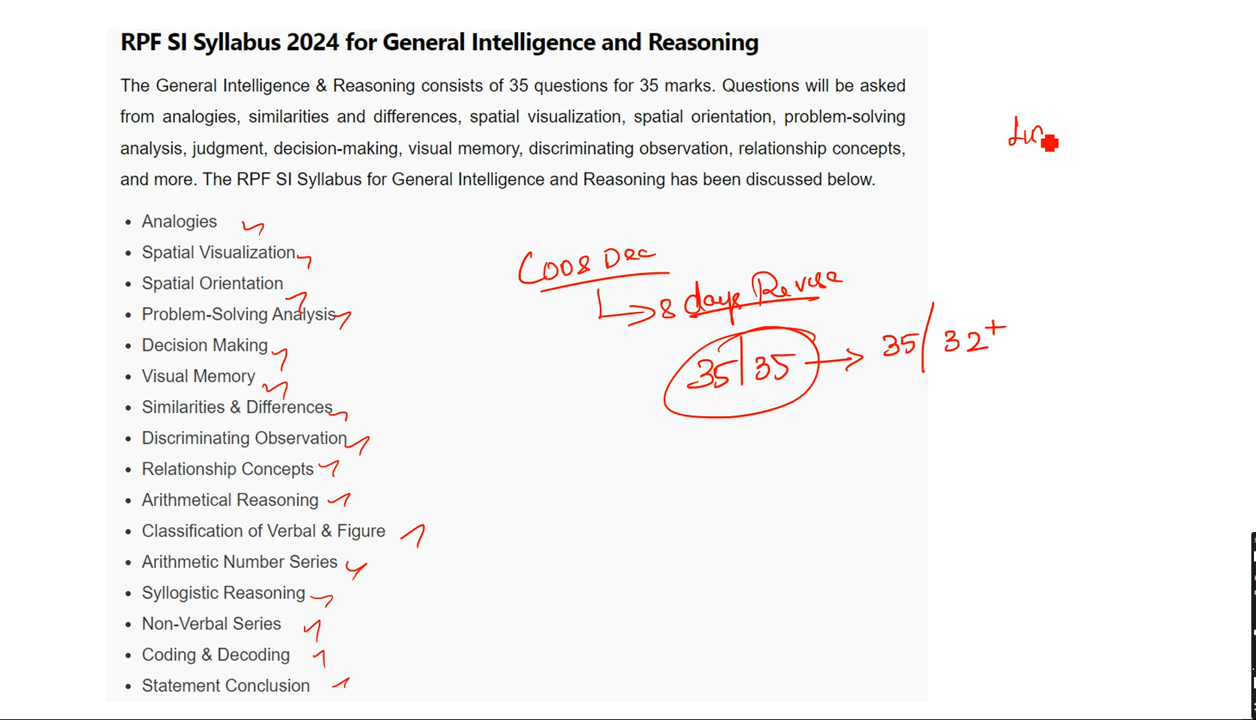 RPF SI Syllabus 2024 for General Intelligence and Reasoning
The General Intelligence & Reasoning consists of 35 questions for 35 marks. Questions will be asked
from analogies, similarities and differences, spatial visualization, spatial orientation, problem-solving
analysis, judgment, decision-making, visual memory, discriminating observation, relationship concepts,
and more. The RPF SI Syllabus for General Intelligence and Reasoning has been discussed below.
• Analogies
• Spatial Visualization
• Spatial Orientation
• Problem-Solving Analysis
• Decision Making
• Visual Memory
• Similarities & Differences
• Discriminating Observation
• Relationship Concepts
• Arithmetical Reasoning
• Classification of Verbal & Figure
• Arithmetic Number Series
• Syllogistic Reasoning
• Non-Verbal Series
• Coding & Decoding
• Statement Conclusion
Dec
8 days Revise
35|35 → 35/32+